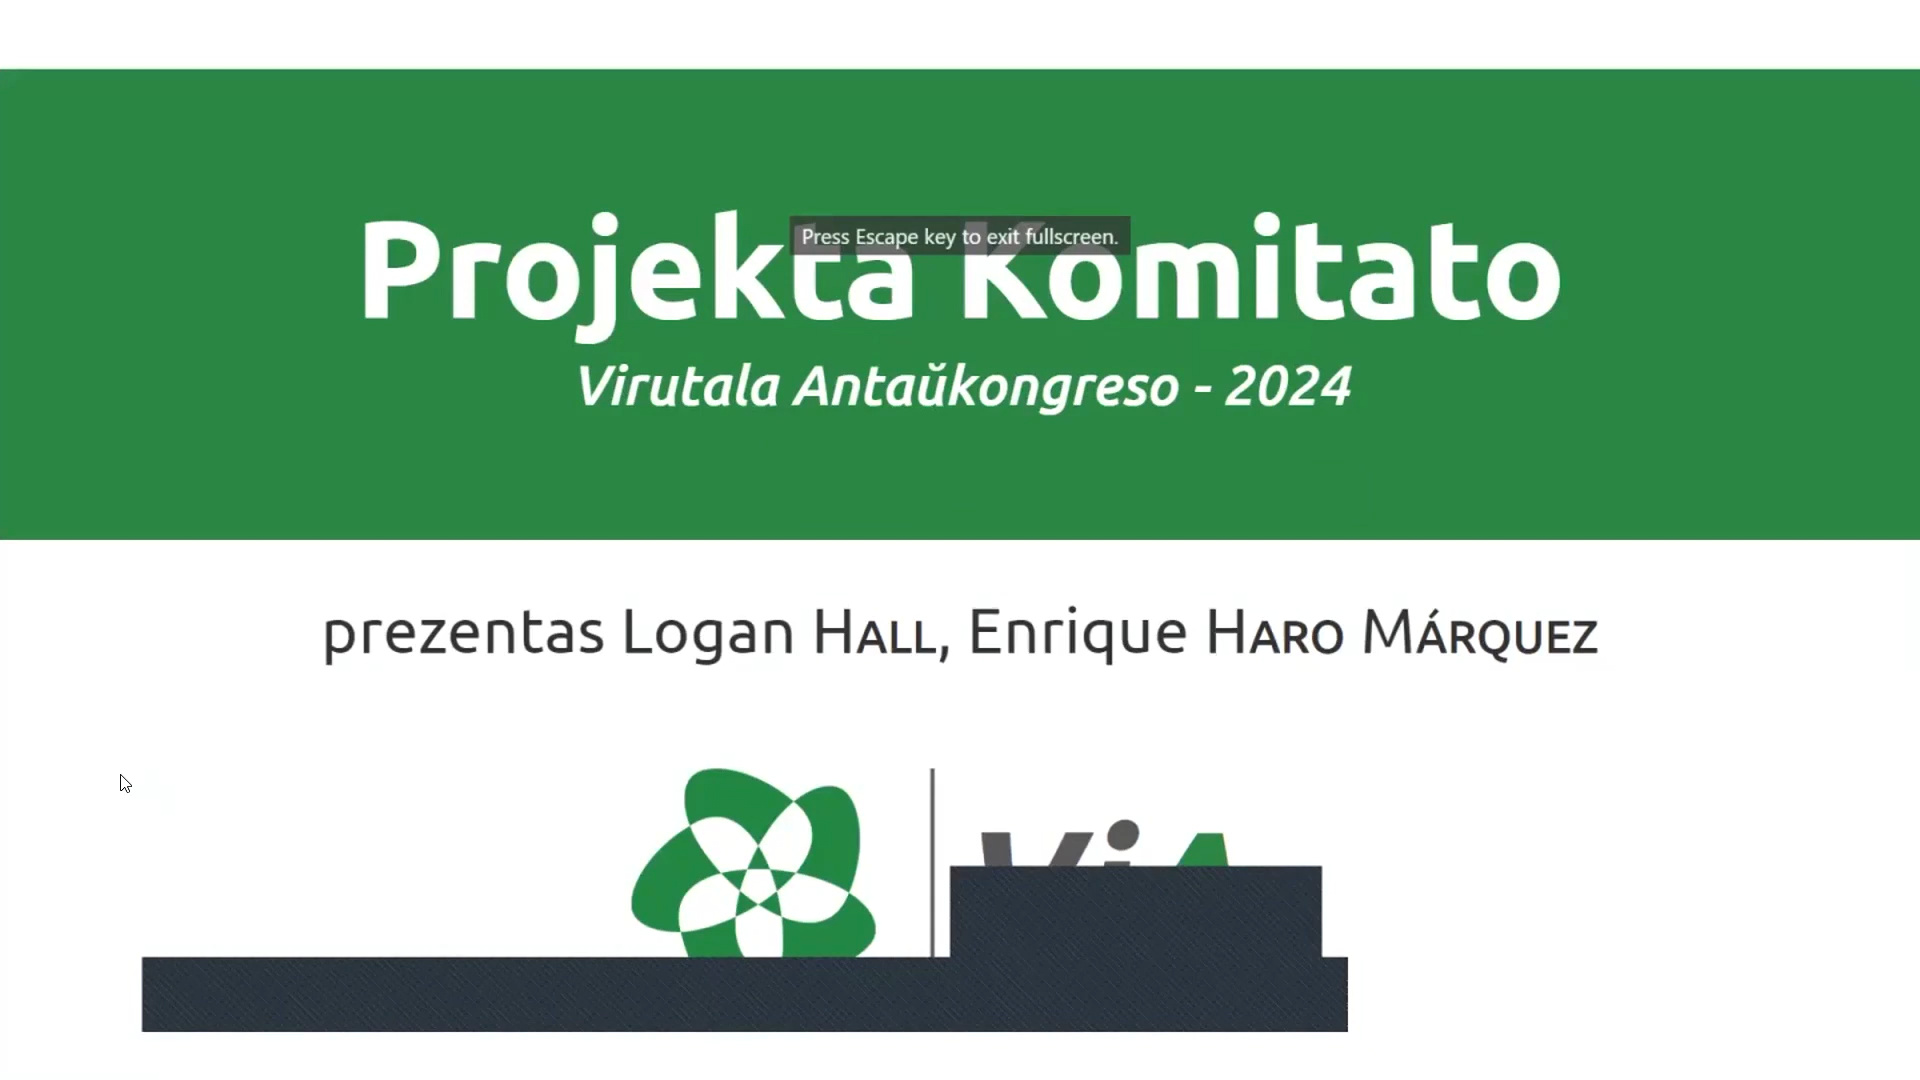 Press Escape key to exit fullscreen.
Projekta Komitato
Virutala Antaŭkongreso - 2024
prezentas Logan HALL, Enrique HARO MÁRQUEZ